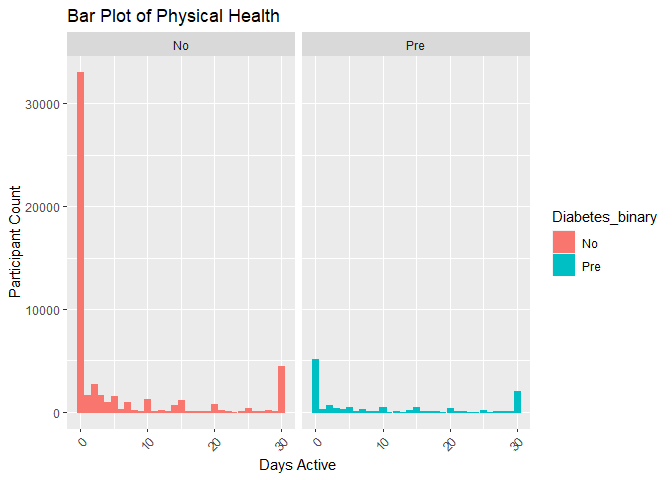 Bar Plot of Physical Health
No
Pre
30000
20000
10000
0
Participant Count
0
10
20
30
0
10
20
30
Days Active
Diabetes_binary
No
Pre